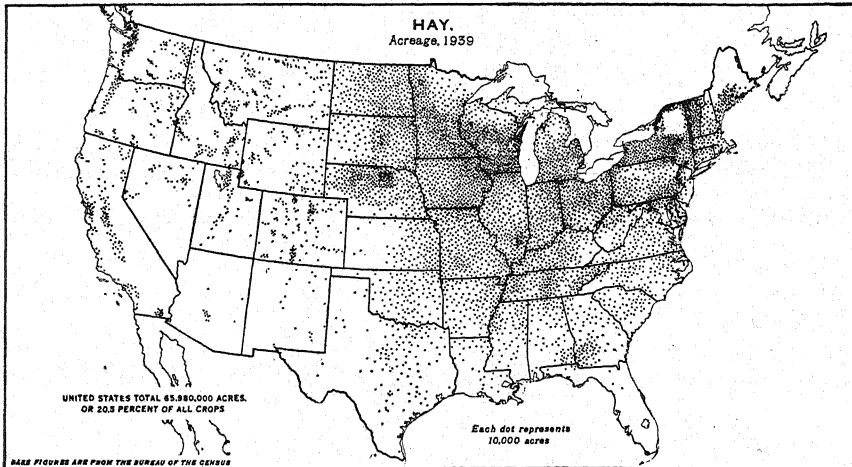 HAY.
Acreage, 1939
UNITED STATES TOTAL 65,980,000 ACRES.
OR 20.5 PERCENT OF ALL CROPS
Each dot represents
10,000 acres
BASE FIGURES ARE FROM THE BUREAU OF THE CENSUS